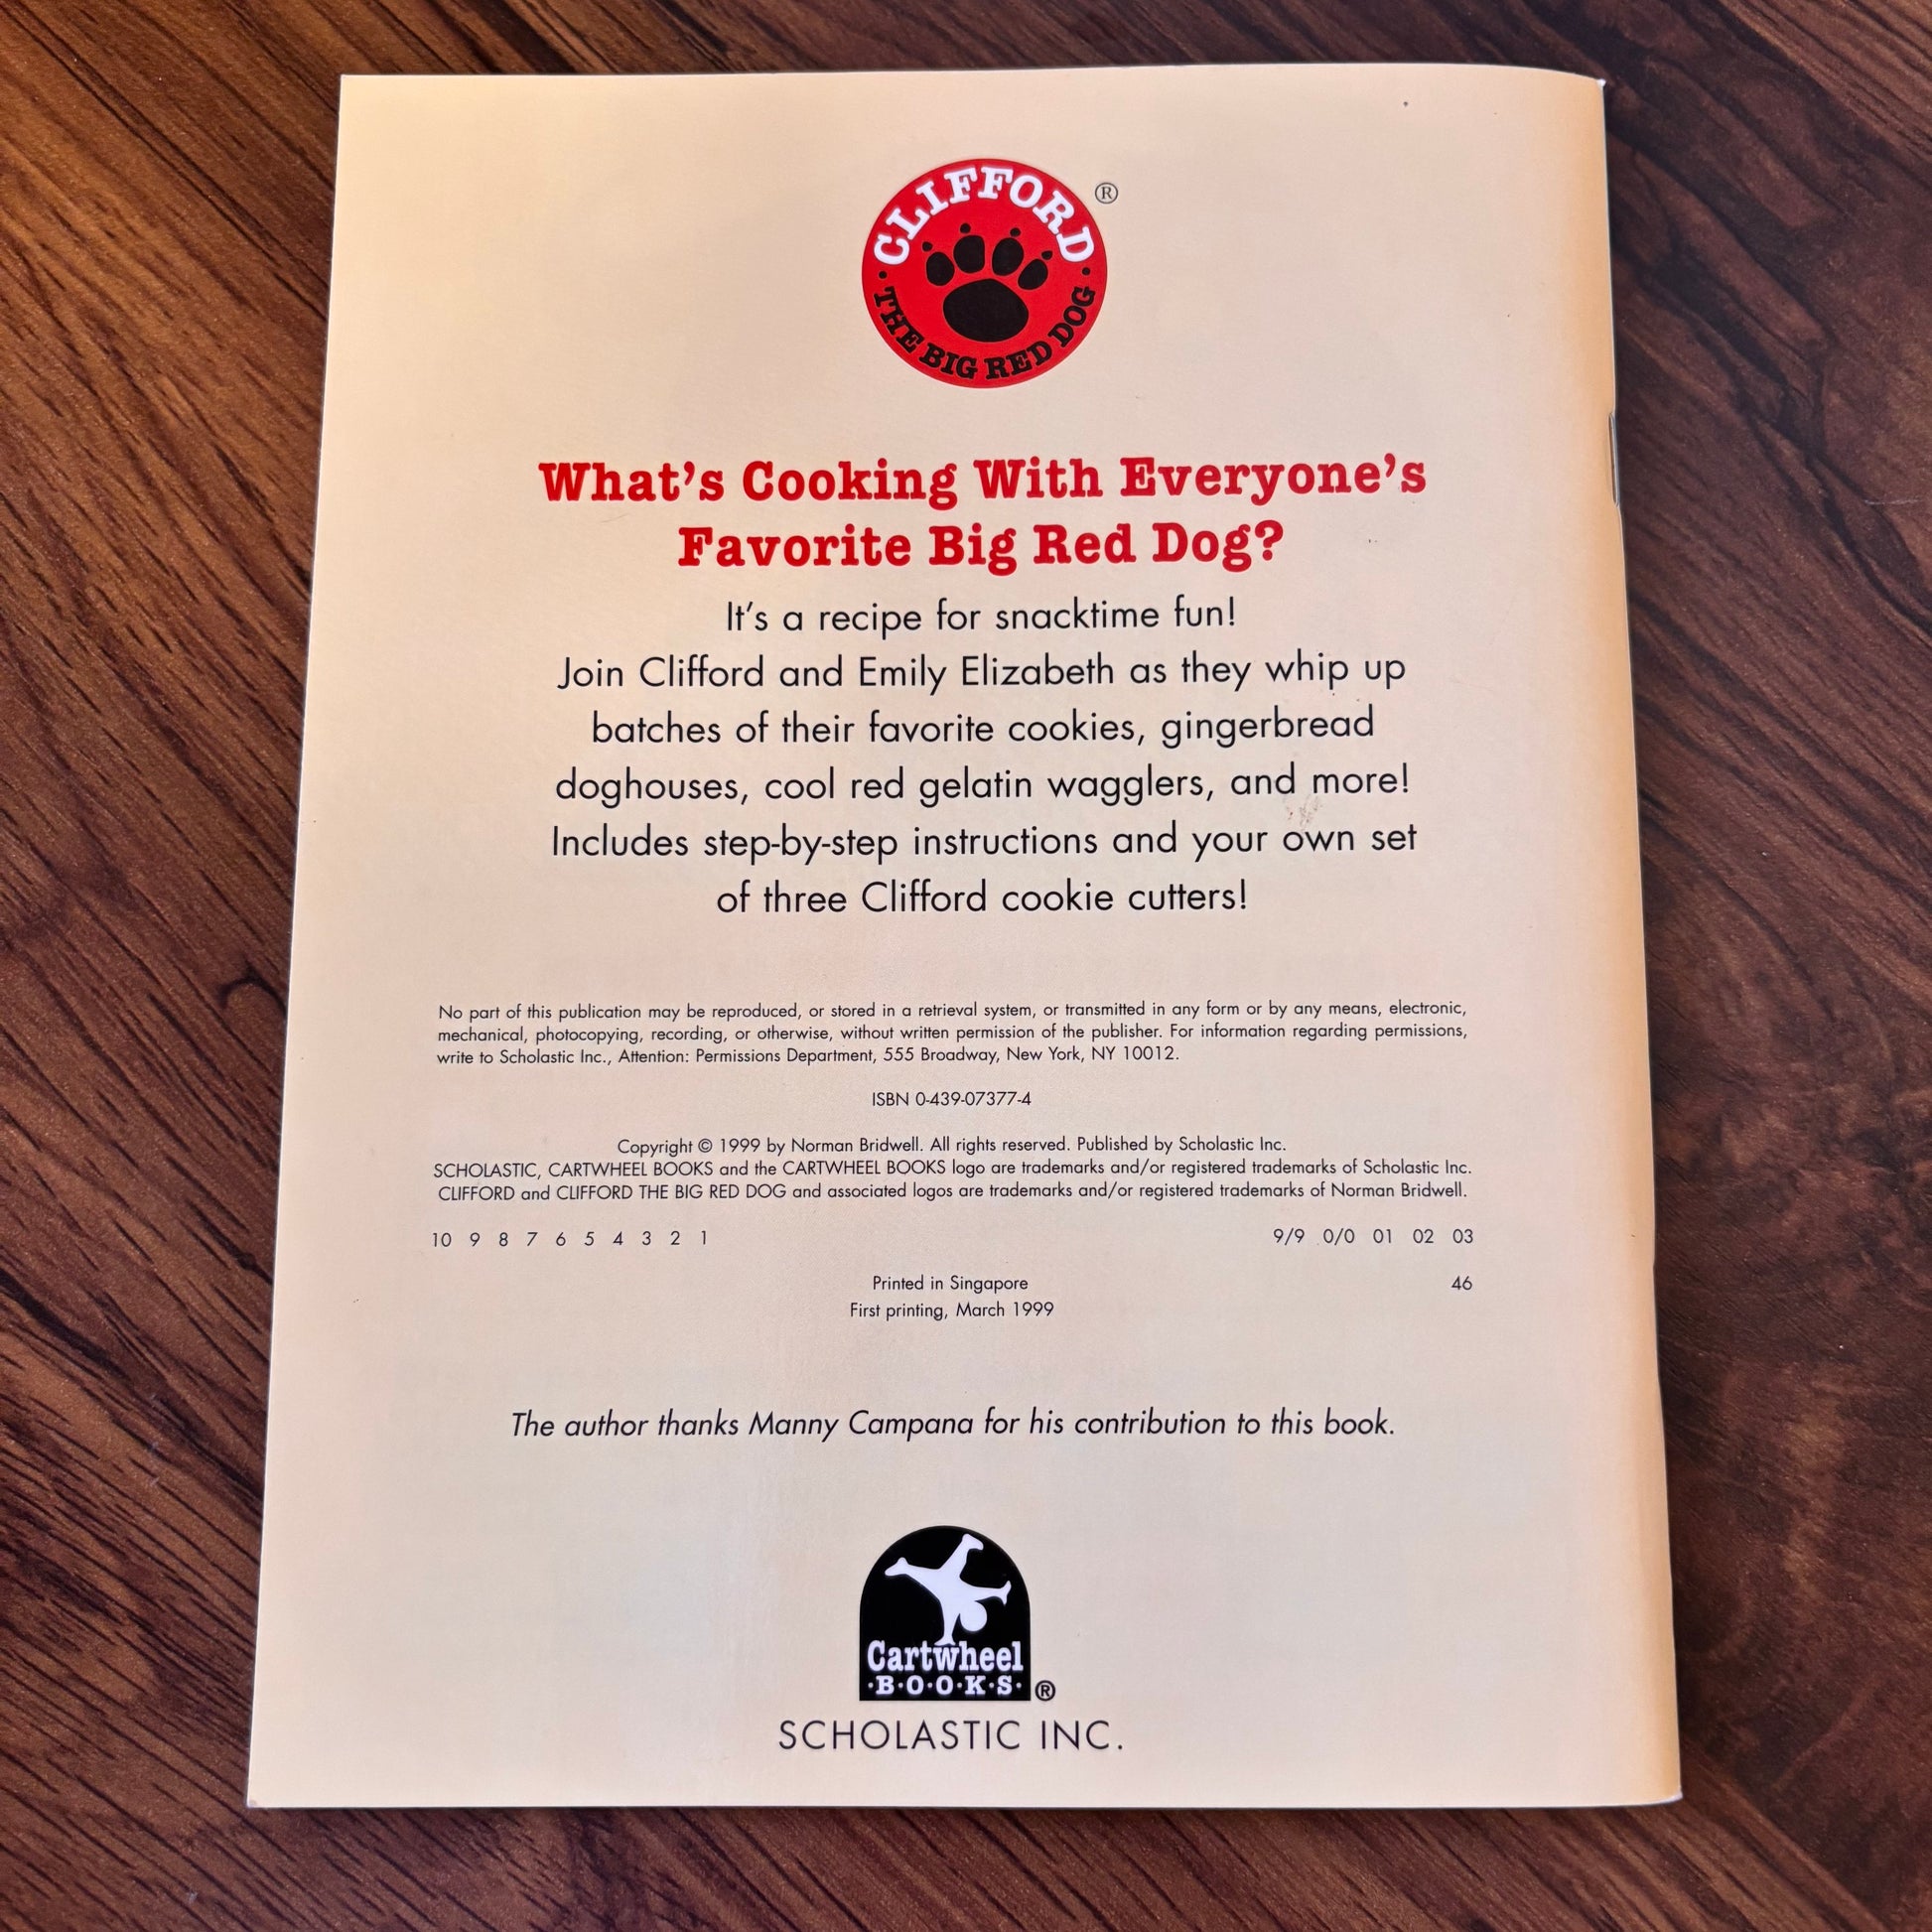 CLIFFORD ®
· THE BIG RED DOG ·
What's Cooking With Everyone's
Favorite Big Red Dog?
It's a recipe for snacktime fun!
Join Clifford and Emily Elizabeth as they whip up
batches of their favorite cookies, gingerbread
doghouses, cool red gelatin wagglers, and more!
Includes step-by-step instructions and your own set
of three Clifford cookie cutters!
No part of this publication may be reproduced, or stored in a retrieval system, or transmitted in any form or by any means, electronic,
mechanical, photocopying, recording, or otherwise, without written permission of the publisher. For information regarding permissions,
write to Scholastic Inc., Attention: Permissions Department, 555 Broadway, New York, NY 10012.
ISBN 0-439-07377-4
Copyright © 1999 by Norman Bridwell. All rights reserved. Published by Scholastic Inc.
SCHOLASTIC, CARTWHEEL BOOKS and the CARTWHEEL BOOKS logo are trademarks and/or registered trademarks of Scholastic Inc.
CLIFFORD and CLIFFORD THE BIG RED DOG and associated logos are trademarks and/or registered trademarks of Norman Bridwell.
10 9 8 7 6 5 4 3 2 1 9/9 0/0 01 02 03
Printed in Singapore 46
First printing, March 1999
The author thanks Manny Campana for his contribution to this book.
Cartwheel
·B·O·O·K·S· ®
SCHOLASTIC INC.